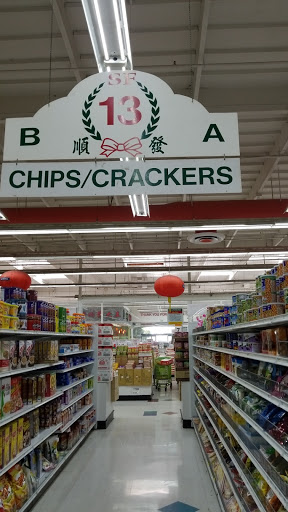 SF
13
B 順 發 A
CHIPS/CRACKERS